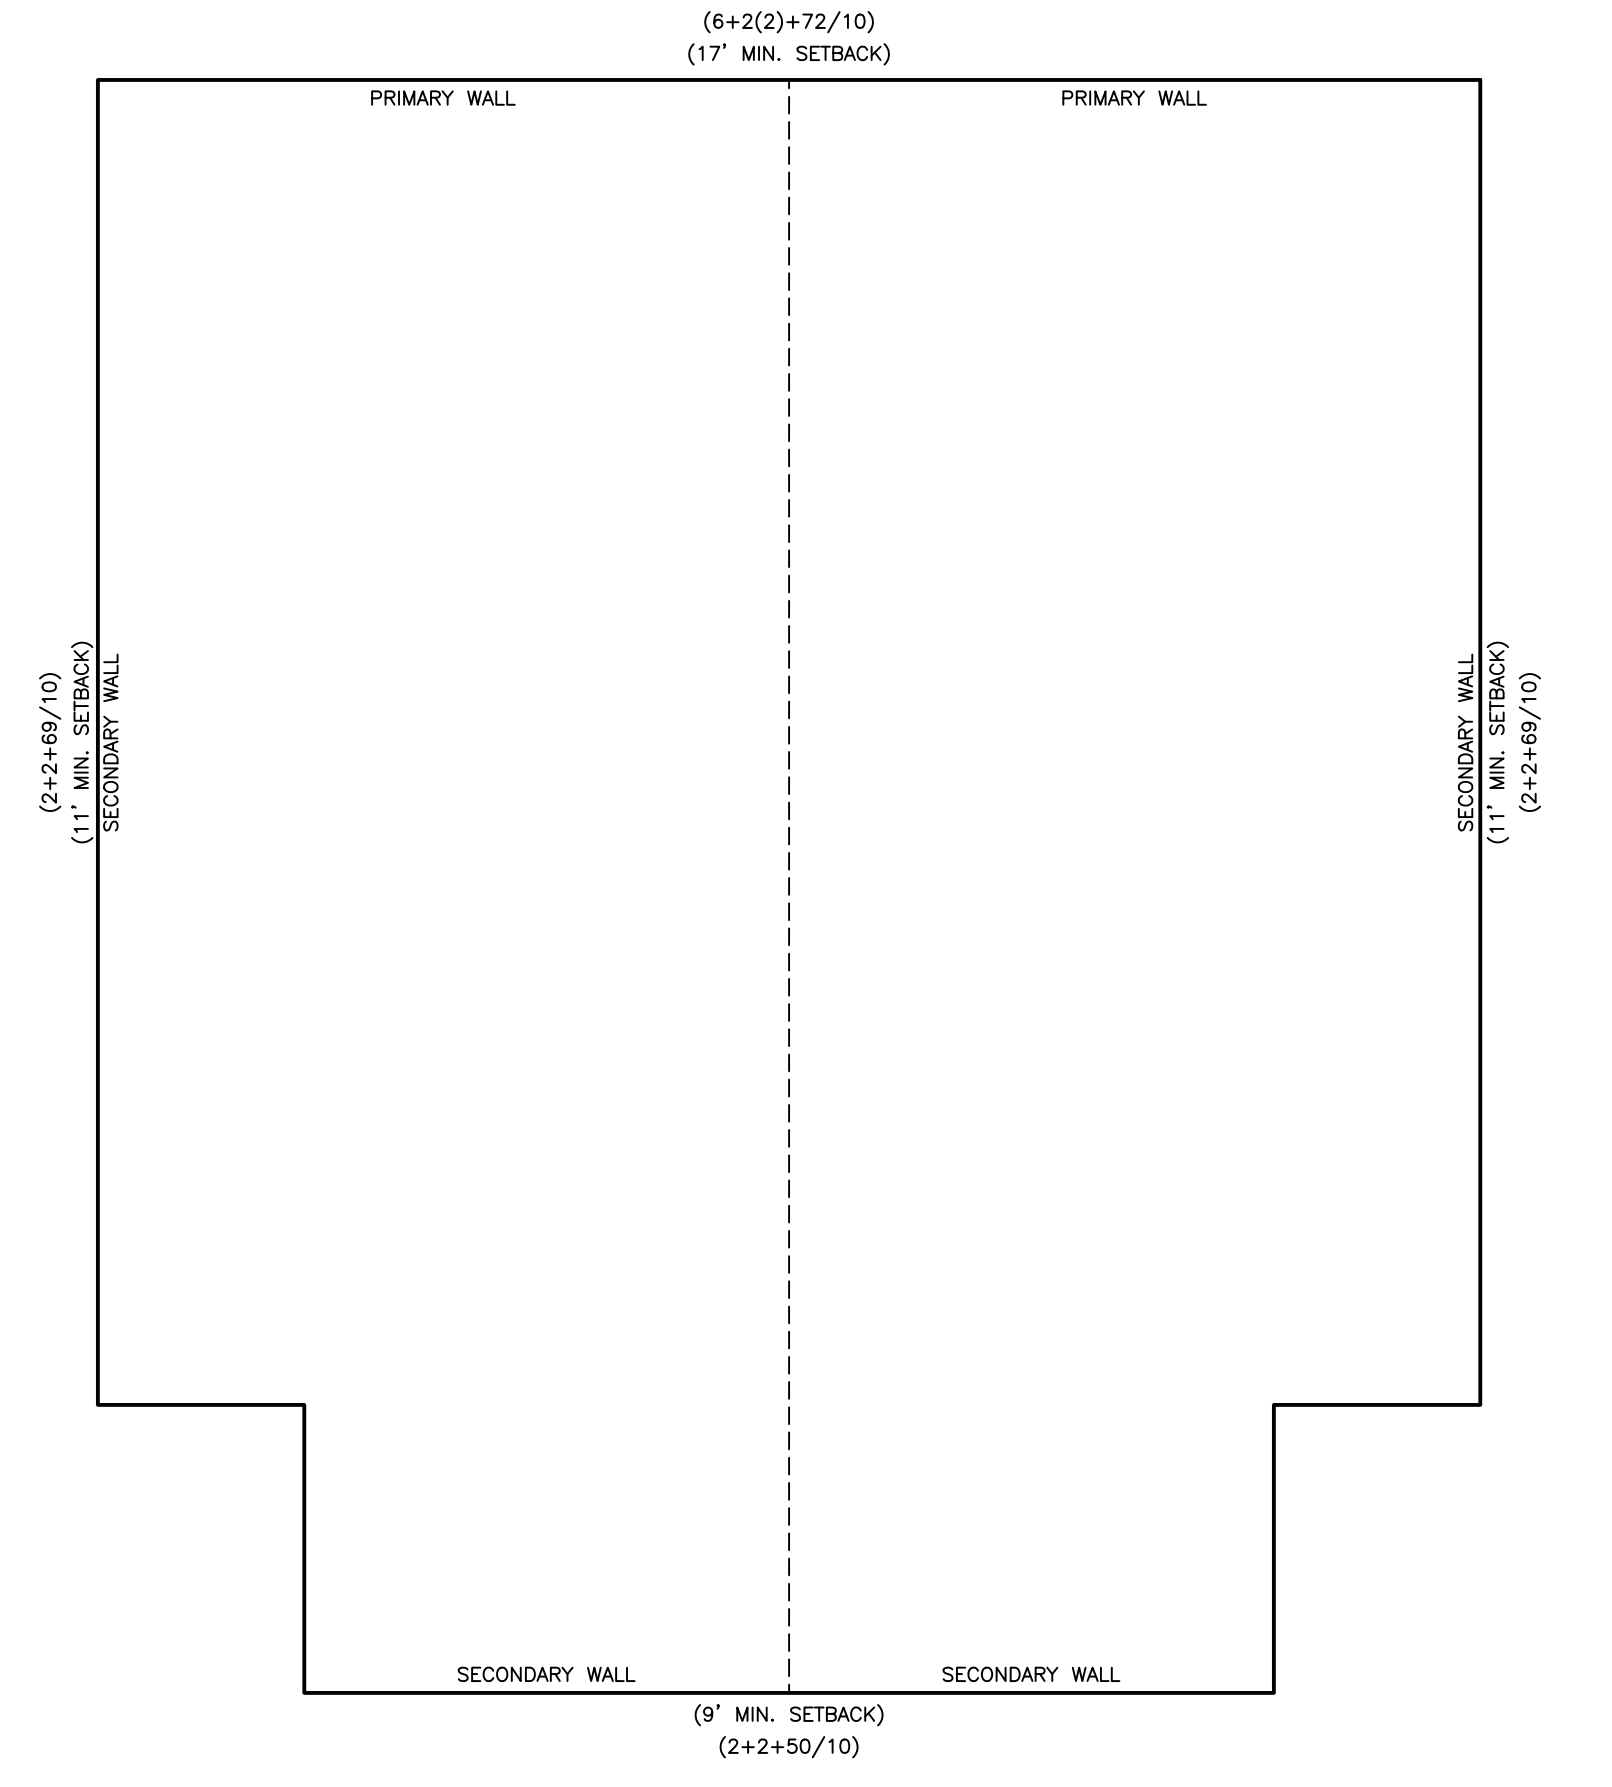 (6+2(2)+72/10)
(17' MIN. SETBACK)
PRIMARY WALL
PRIMARY WALL
(2+2+69/10)
(11' MIN. SETBACK)
SECONDARY WALL
SECONDARY WALL
(11' MIN. SETBACK)
(2+2+69/10)
SECONDARY WALL
SECONDARY WALL
(9' MIN. SETBACK)
(2+2+50/10)